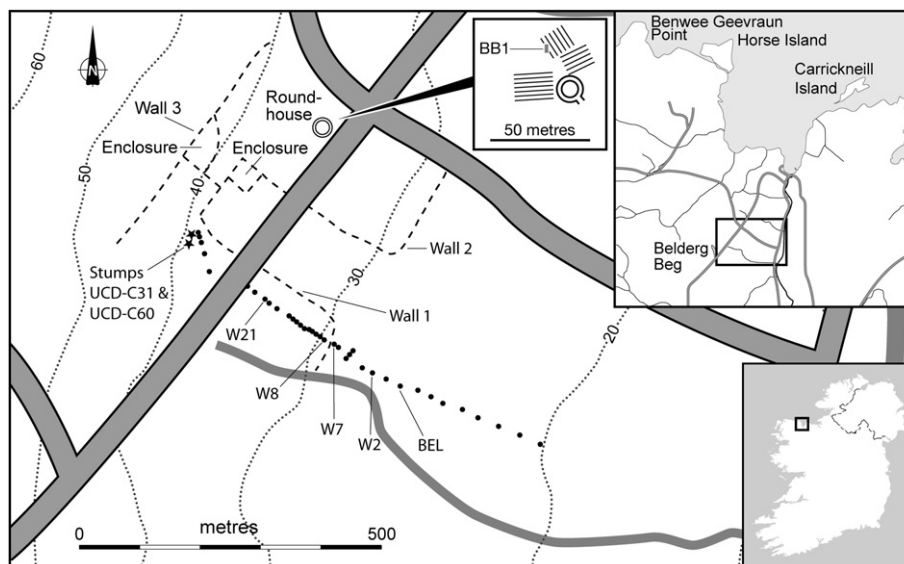 60
50
40
30
20
N
Wall 3
Enclosure
Round-
house
Enclosure
BB1
50 metres
Benwee Geevraun
Point
Horse Island
Carrickneill
Island
Belderg
Beg
Stumps
UCD-C31 &
UCD-C60
Wall 2
Wall 1
W21
W8
W7
W2
BEL
metres
0
500